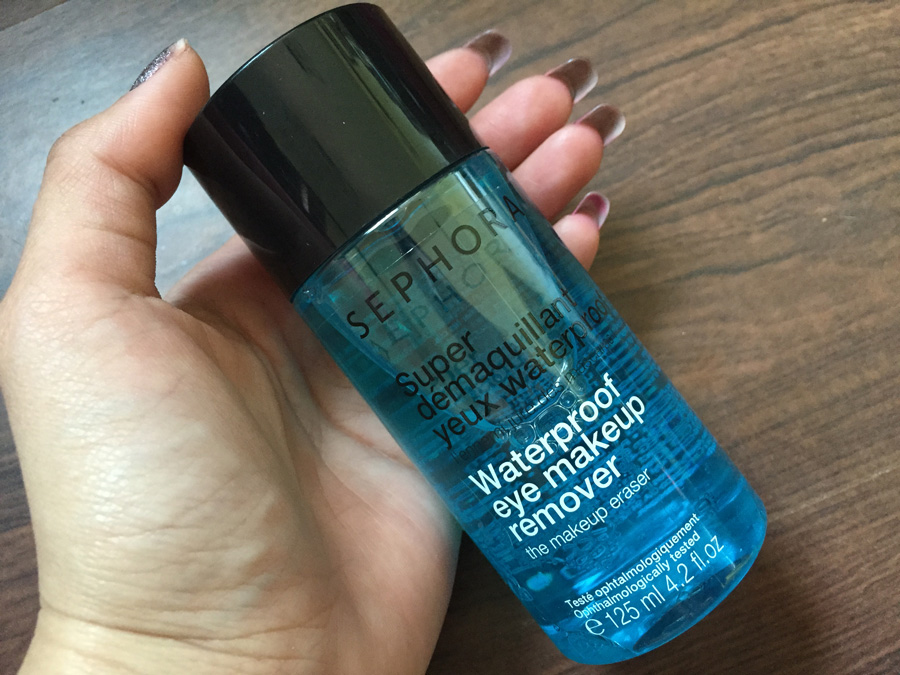 SEPHORA
Super
démaquillant
yeux waterproof
Waterproof
eye makeup
remover
the makeup eraser
Testé ophtalmologiquement
Ophthalmologically tested
℮ 125 ml 4.2 fl.oz